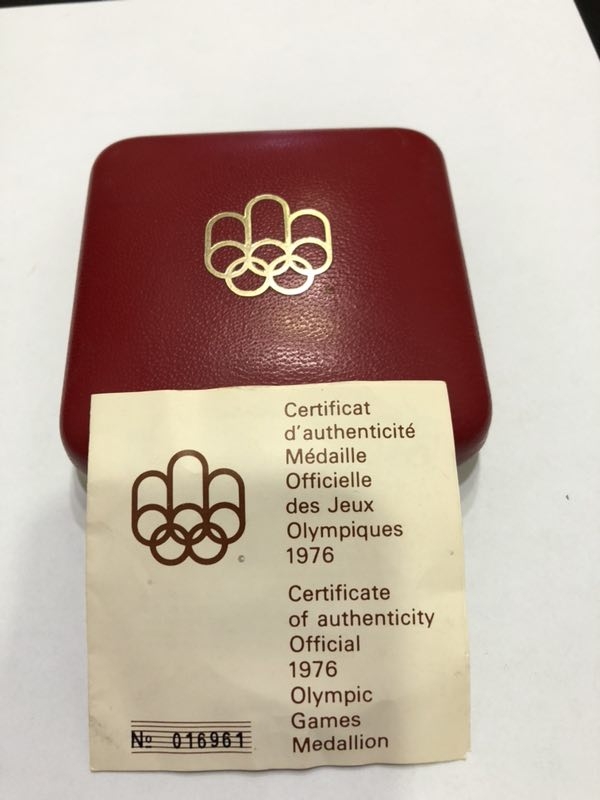 Certificat
d'authenticité
Médaille
Officielle
des Jeux
Olympiques
1976
©
Certificate
of authenticity
Official
1976
Olympic
Games
Medallion
Nº 016961